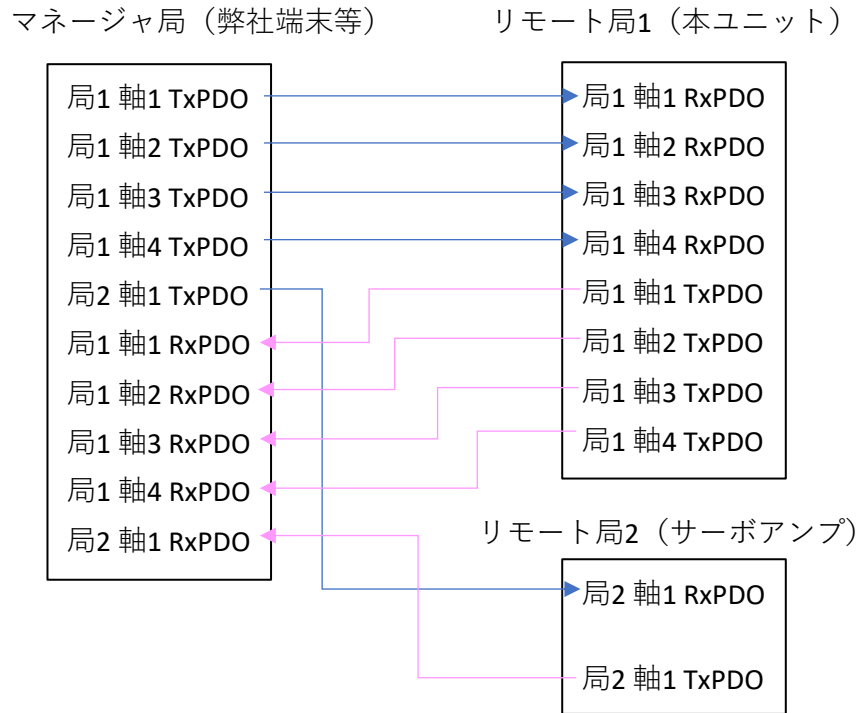 マネージャ局（弊社端末等）
局1 軸1 TxPDO
局1 軸2 TxPDO
局1 軸3 TxPDO
局1 軸4 TxPDO
局2 軸1 TxPDO
局1 軸1 RxPDO
局1 軸2 RxPDO
局1 軸3 RxPDO
局1 軸4 RxPDO
局2 軸1 RxPDO
リモート局1（本ユニット）
局1 軸1 RxPDO
局1 軸2 RxPDO
局1 軸3 RxPDO
局1 軸4 RxPDO
局1 軸1 TxPDO
局1 軸2 TxPDO
局1 軸3 TxPDO
局1 軸4 TxPDO
リモート局2（サーボアンプ）
局2 軸1 RxPDO
局2 軸1 TxPDO